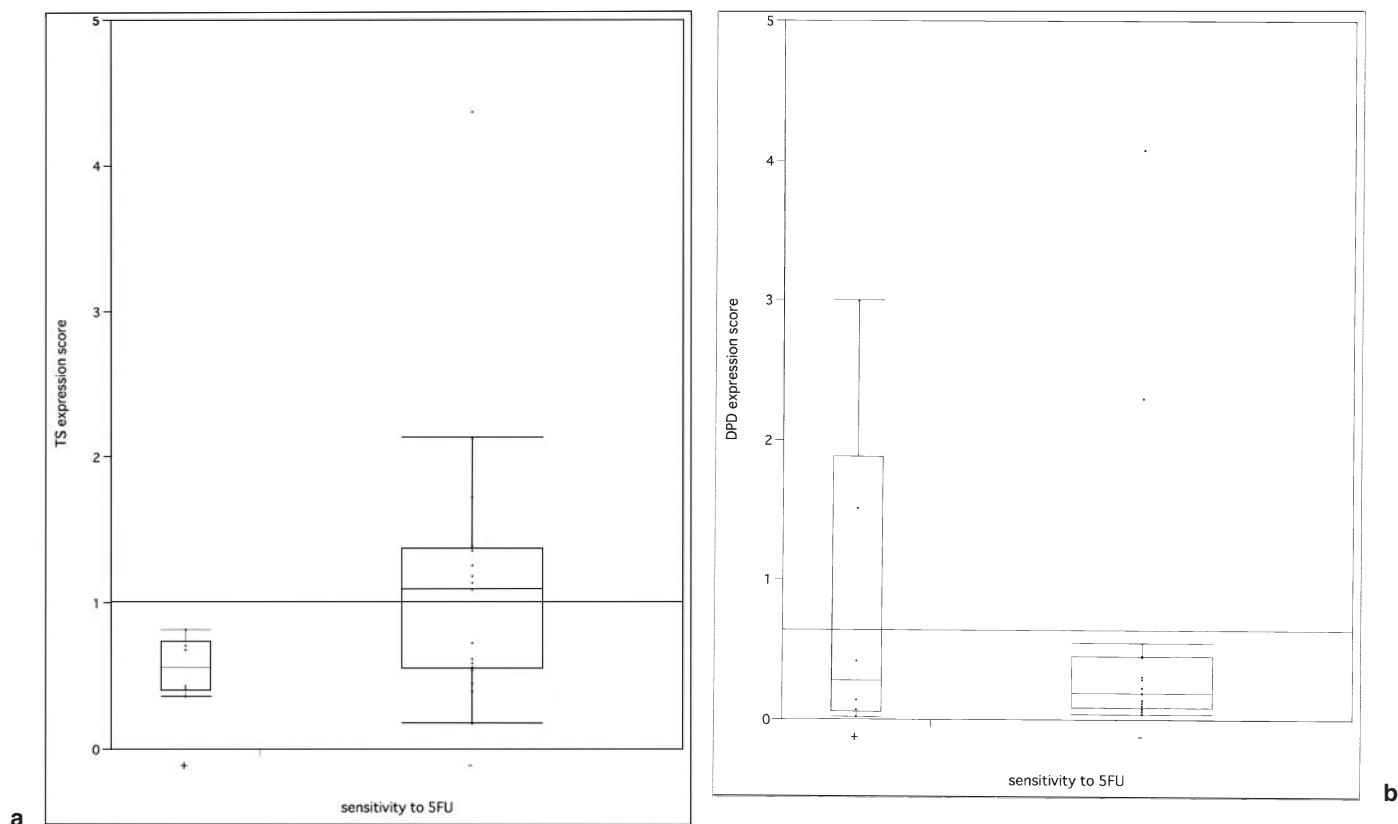 5
4
3
2
1
0
TS expression score
+
-
sensitivity to 5FU
a
5
4
3
2
1
0
DPD expression score
+
-
sensitivity to 5FU
b